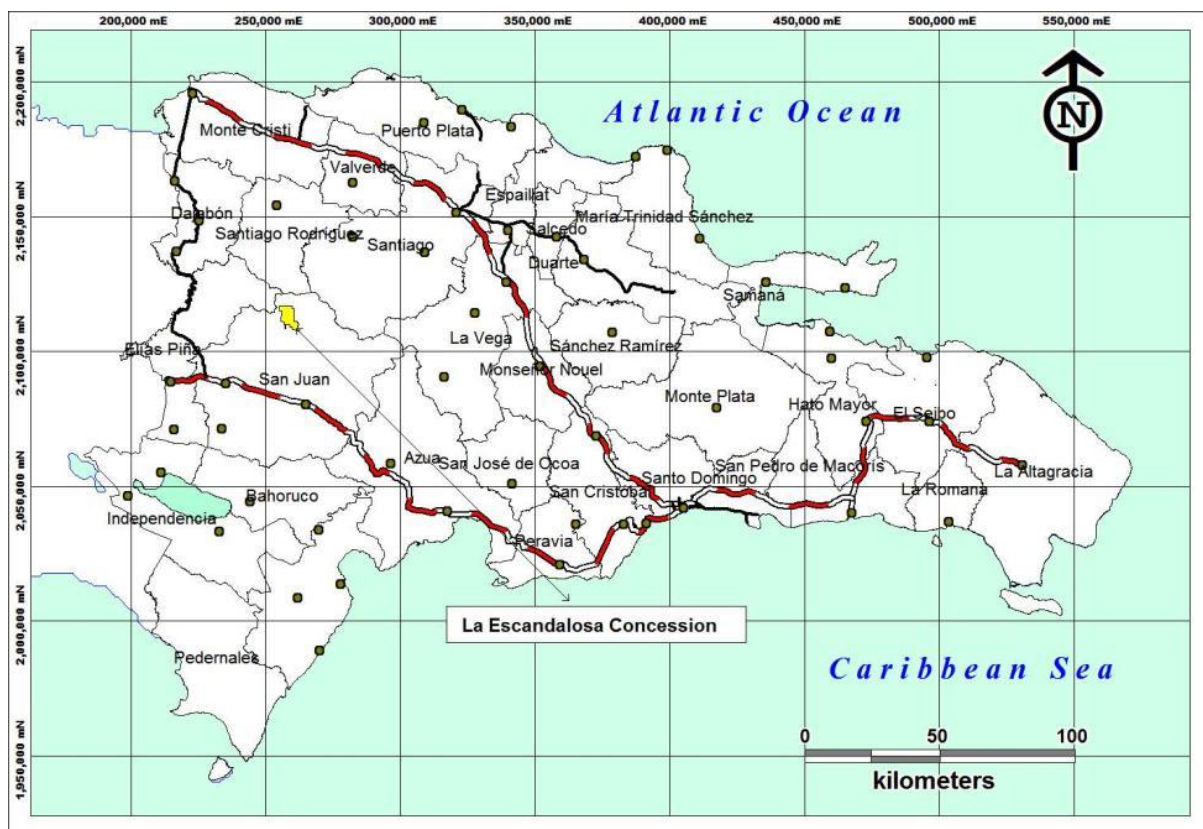 200,000 mE
250,000 mE
300,000 mE
350,000 mE
400,000 mE
450,000 mE
500,000 mE
550,000 mE
2,200,000 mN
2,150,000 mN
2,100,000 mN
2,050,000 mN
2,000,000 mN
1,950,000 mN
Atlantic Ocean
N
Monte Cristi
Puerto Plata
Valverde
Espaillat
Dajabón
Santiago Rodríguez
Santiago
Salcedo
María Trinidad Sánchez
Duarte
Samaná
La Vega
Sánchez Ramírez
Elías Piña
San Juan
Monseñor Nouel
Monte Plata
Hato Mayor
El Seibo
Azua
San José de Ocoa
Santo Domingo
San Pedro de Macorís
La Altagracia
La Romana
San Cristóbal
Bahoruco
Independencia
Peravia
La Escandalosa Concession
Pedernales
Caribbean Sea
0 50 100
kilometers